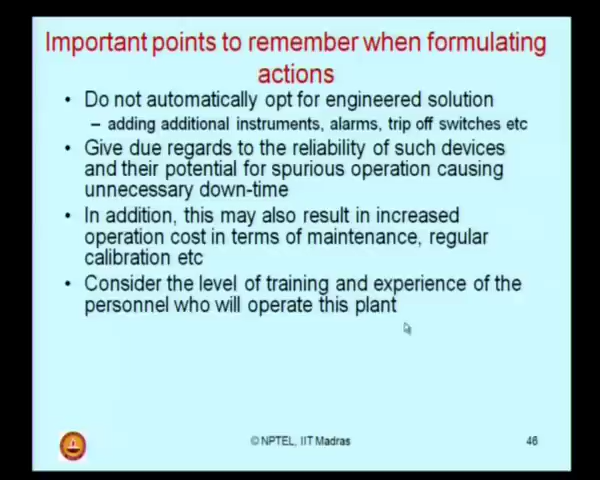 Important points to remember when formulating
actions
• Do not automatically opt for engineered solution
– adding additional instruments, alarms, trip off switches etc
• Give due regards to the reliability of such devices
and their potential for spurious operation causing
unnecessary down-time
• In addition, this may also result in increased
operation cost in terms of maintenance, regular
calibration etc
• Consider the level of training and experience of the
personnel who will operate this plant
© NPTEL, IIT Madras
46